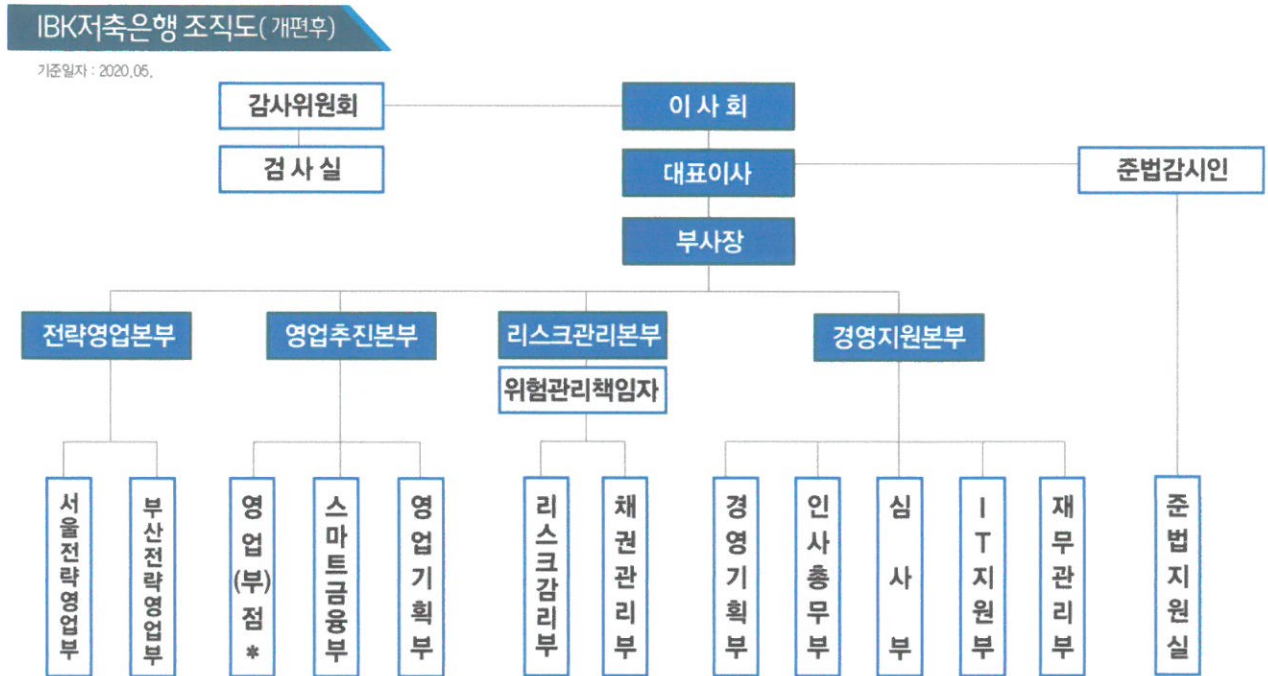 IBK저축은행 조직도(개편후)
기준일자 : 2020.05.
감사위원회
이 사 회
검 사 실
대표이사
준법감시인
부사장
전략영업본부
영업추진본부
리스크관리본부
경영지원본부
위험관리책임자
서울전략영업부
부산전략영업부
영업(부)점*
스마트금융부
영업기획부
리스크감리부
채권관리부
경영기획부
인사총무부
심사부
IT지원부
재무관리부
준법지원실